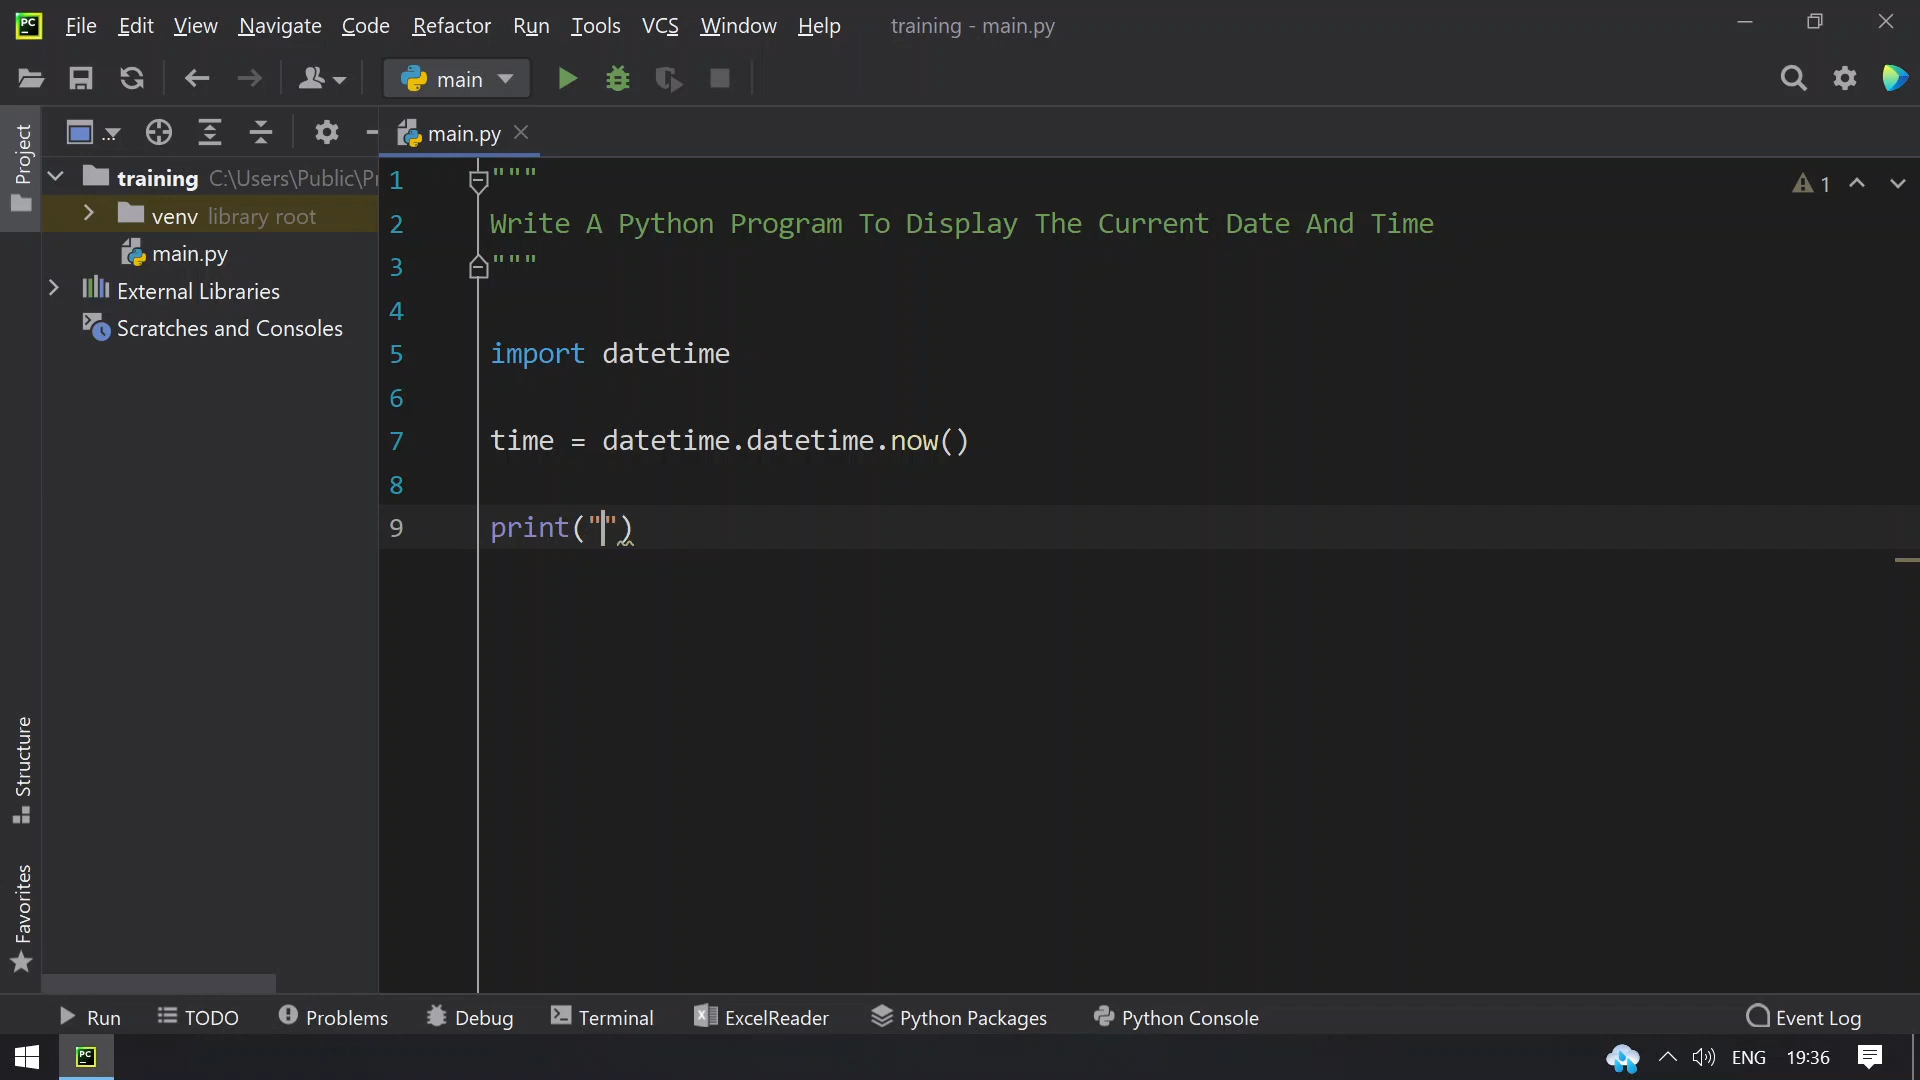 PC File Edit View Navigate Code Refactor Run Tools VCS Window Help training - main.py
main
Project ... main.py
training C:\Users\Public\Pr
venv library root
main.py
External Libraries
Scratches and Consoles
1 """
2 Write A Python Program To Display The Current Date And Time
3 """
4
5 import datetime
6
7 time = datetime.datetime.now()
8
9 print("")
1
Structure
Favorites
Run TODO Problems Debug Terminal ExcelReader Python Packages Python Console Event Log
PC ENG 19:36